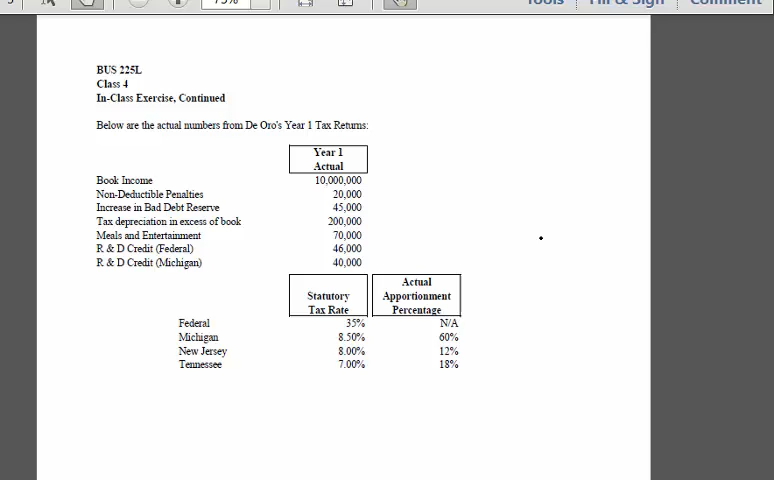 Tools Fill & Sign Comment
BUS 225L
Class 4
In-Class Exercise, Continued
Below are the actual numbers from De Oro's Year 1 Tax Returns:
Year 1
Actual
Book Income 10,000,000
Non-Deductible Penalties 20,000
Increase in Bad Debt Reserve 45,000
Tax depreciation in excess of book 200,000
Meals and Entertainment 70,000
R & D Credit (Federal) 46,000
R & D Credit (Michigan) 40,000
Actual
Statutory Apportionment
Tax Rate Percentage
Federal 35% N/A
Michigan 8.50% 60%
New Jersey 8.00% 12%
Tennessee 7.00% 18%